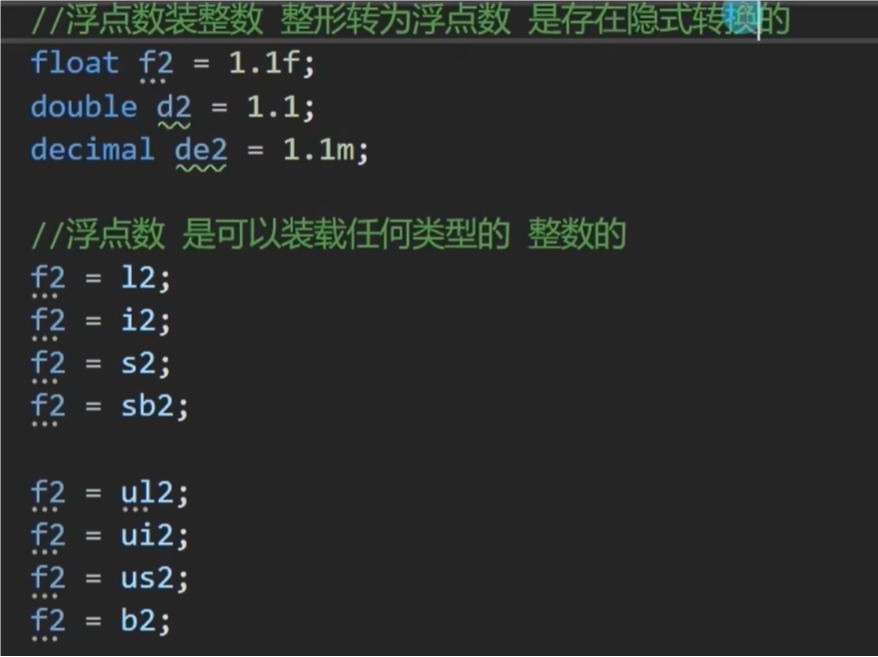 //浮点数装整数 整形转为浮点数 是存在隐式转换的
float f2 = 1.1f;
double d2 = 1.1;
decimal de2 = 1.1m;
//浮点数 是可以装载任何类型的 整数的
f2 = l2;
f2 = i2;
f2 = s2;
f2 = sb2;
f2 = ul2;
f2 = ui2;
f2 = us2;
f2 = b2;